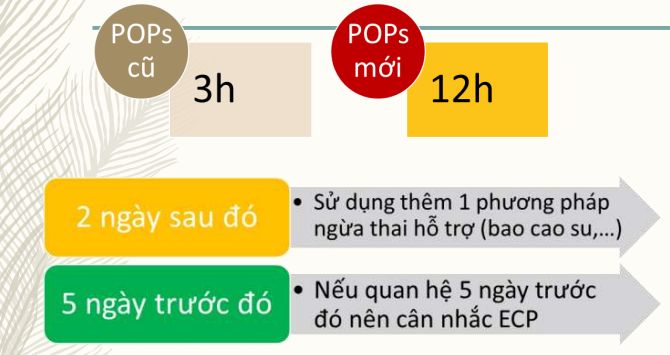 POPs
cũ
3h
POPs
mới
12h
2 ngày sau đó
• Sử dụng thêm 1 phương pháp
ngừa thai hỗ trợ (bao cao su,...)
5 ngày trước đó
• Nếu quan hệ 5 ngày trước
đó nên cân nhắc ECP